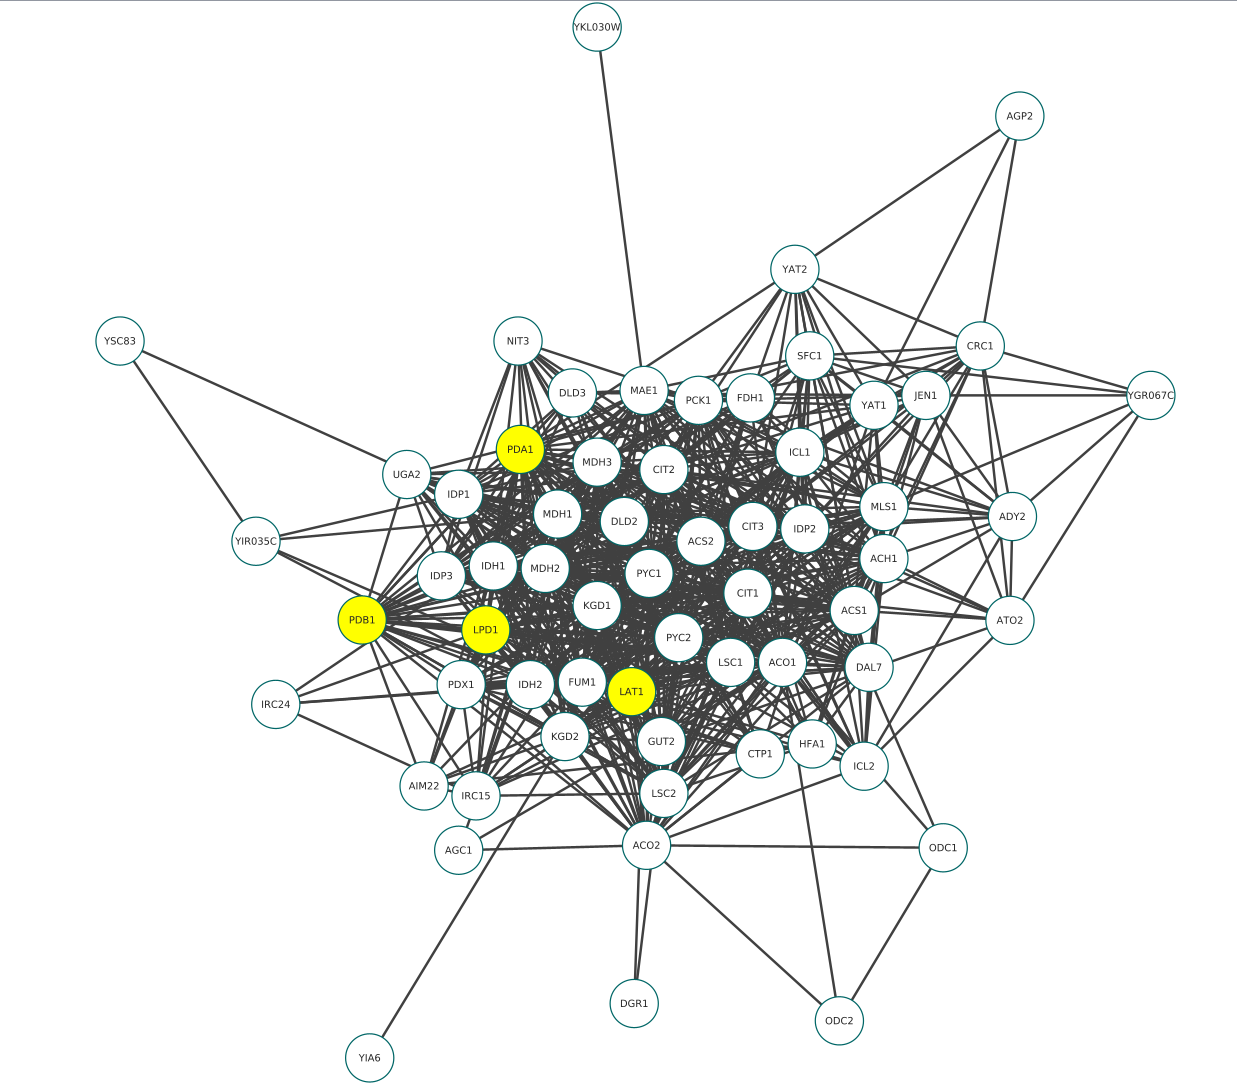 YKL030W
AGP2
YAT2
YSC83
NIT3
SFC1
CRC1
DLD3
MAE1
PCK1
FDH1
YAT1
JEN1
YGR067C
PDA1
MDH3
CIT2
ICL1
UGA2
IDP1
MDH1
DLD2
CIT3
IDP2
MLS1
ADY2
YIR035C
ACS2
IDP3
IDH1
MDH2
PYC1
ACH1
CIT1
KGD1
ACS1
PDB1
LPD1
PYC2
ATO2
LSC1
ACO1
DAL7
PDX1
IDH2
FUM1
LAT1
IRC24
KGD2
GUT2
CTP1
HFA1
ICL2
AIM22
IRC15
LSC2
AGC1
ACO2
ODC1
DGR1
ODC2
YIA6